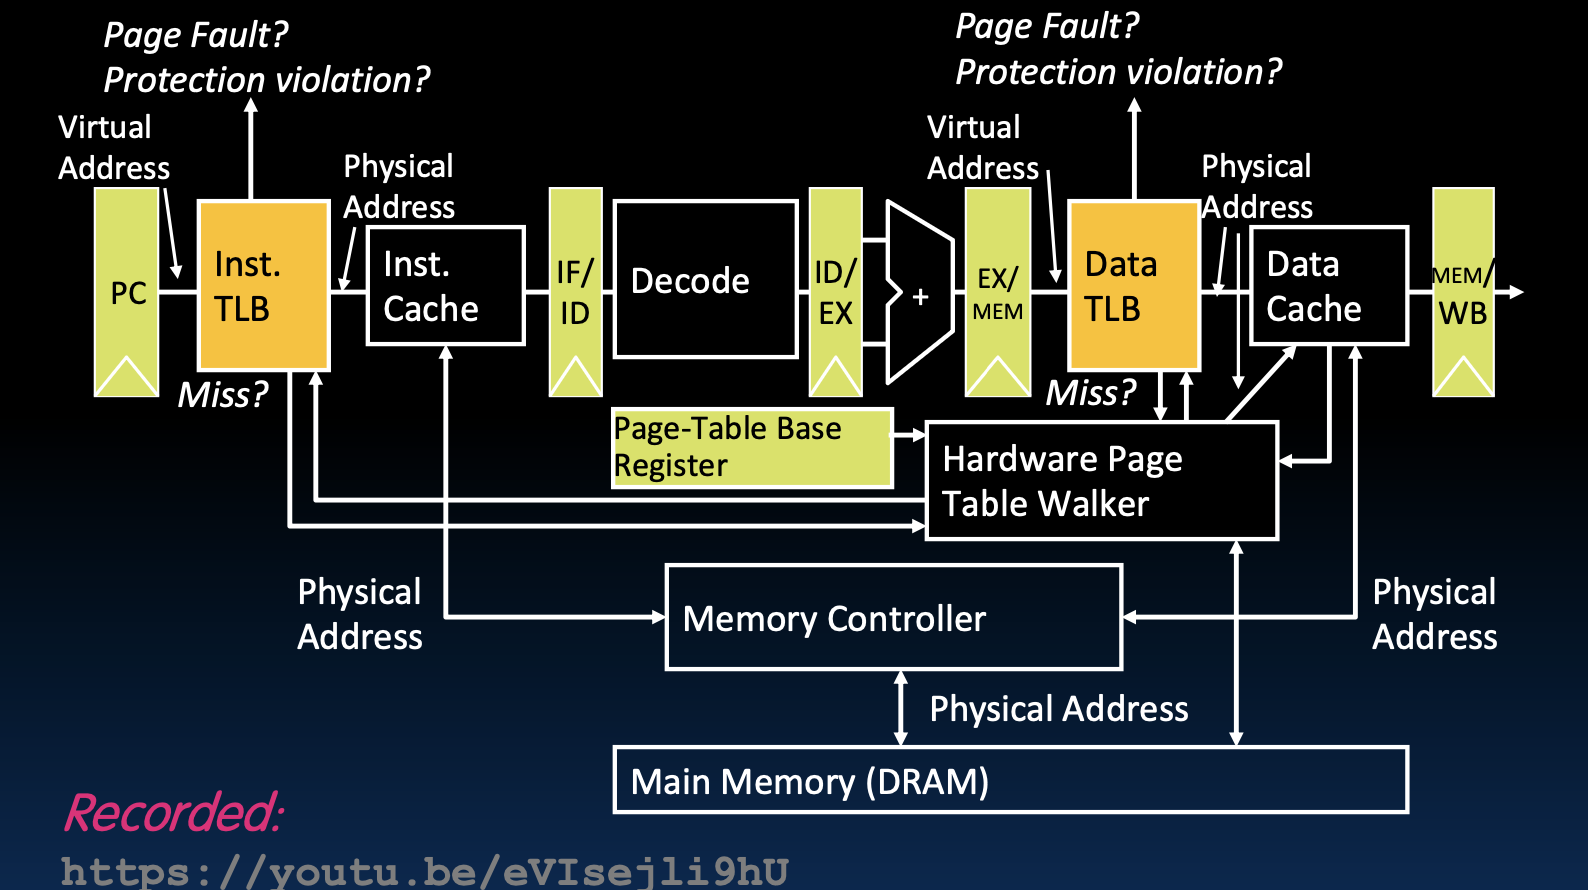 Page Fault?
Protection violation?
Page Fault?
Protection violation?
Virtual
Address
Physical
Address
Virtual
Address
Physical
Address
PC
Inst.
TLB
Inst.
Cache
IF/
ID
Decode
ID/
EX
+
EX/
MEM
Data
TLB
Data
Cache
MEM/
WB
Miss?
Miss?
Page-Table Base
Register
Hardware Page
Table Walker
Physical
Address
Memory Controller
Physical
Address
Physical Address
Main Memory (DRAM)
Recorded:
https://youtu.be/eVIsejli9hU